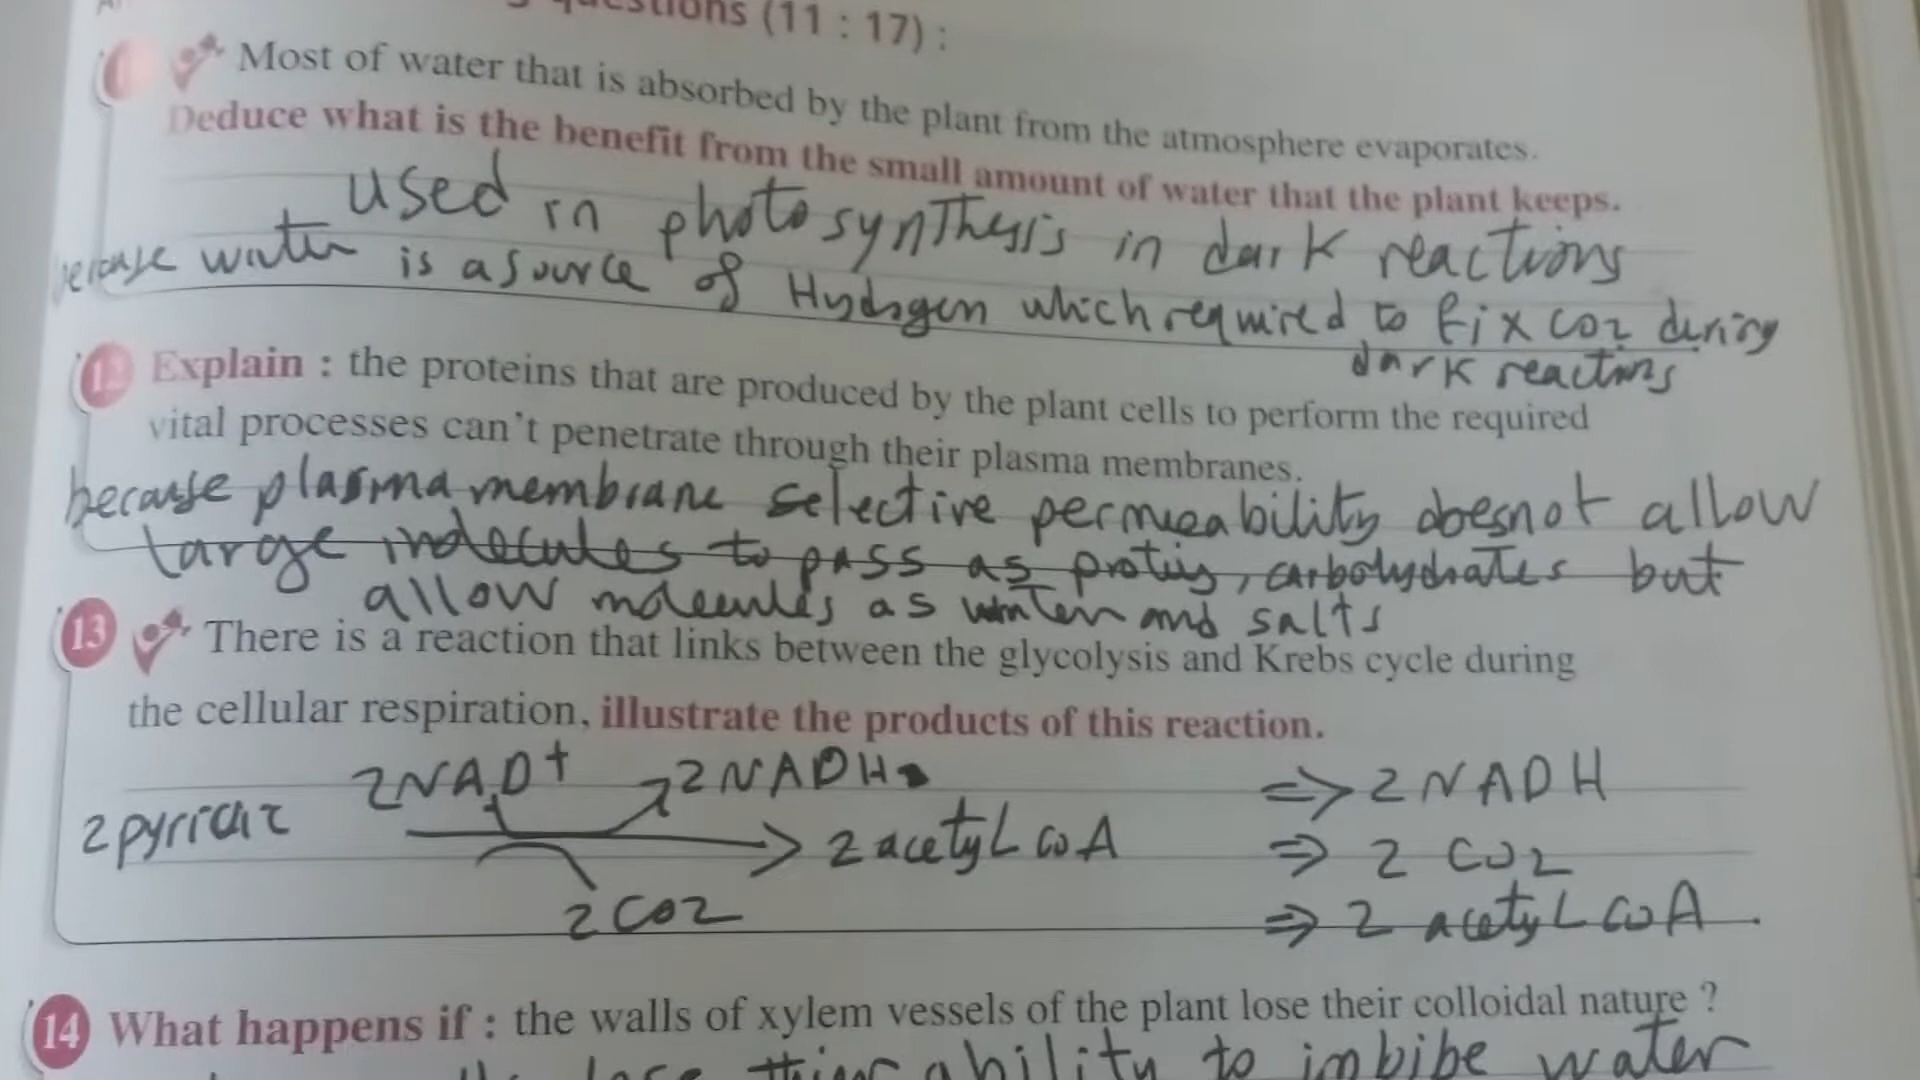 questions (11 : 17) :
Most of water that is absorbed by the plant from the atmosphere evaporates.
Deduce what is the benefit from the small amount of water that the plant keeps.
used in photosynthesis in dark reactions
because water is a source of Hydrogen which required to fix CO2 during
dark reactions
12 Explain : the proteins that are produced by the plant cells to perform the required
vital processes can't penetrate through their plasma membranes.
because plasma membrane selective permeability doesnot allow
large molecules to pass as , carbohydrates but
allow molecules as water and salts
13 There is a reaction that links between the glycolysis and Krebs cycle during
the cellular respiration, illustrate the products of this reaction.
2NAD+ 2NADH ⇒ 2 NADH
2 → 2 acetyl coA ⇒ 2 CO2
2CO2 ⇒ 2 acetyl coA
14 What happens if : the walls of xylem vessels of the plant lose their colloidal nature ?
lose ability to imbibe water